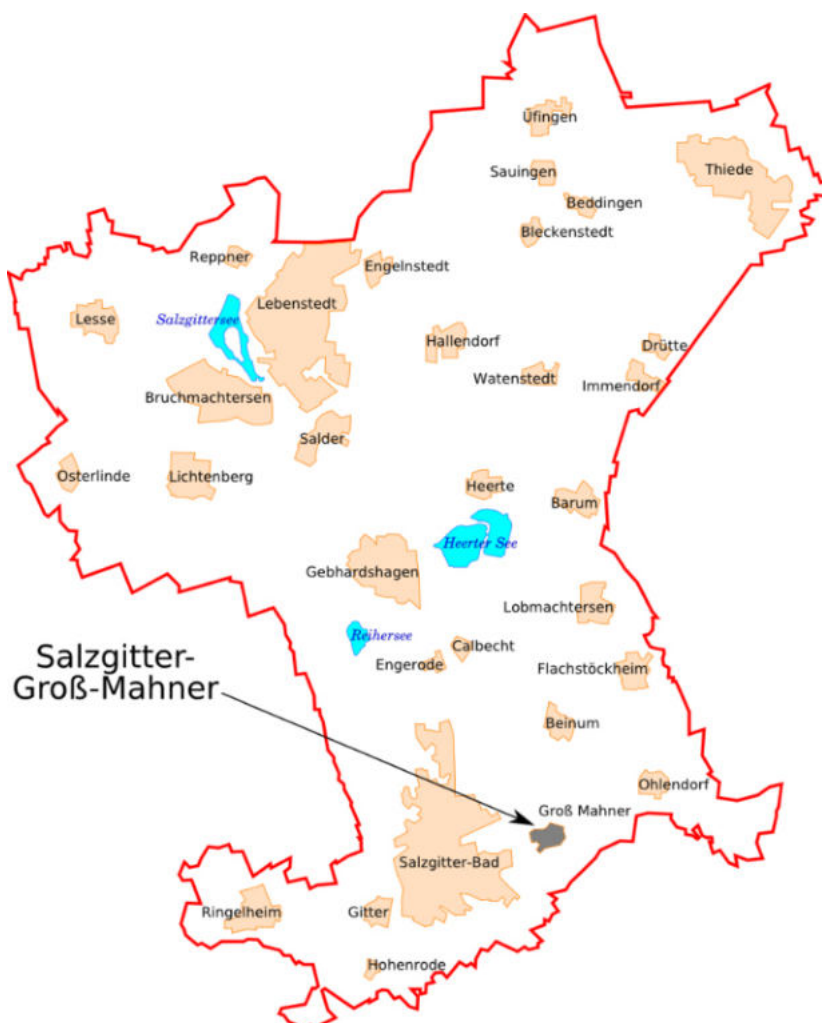 Üfingen
Sauingen
Thiede
Beddingen
Bleckenstedt
Reppner
Engelnstedt
Lebenstedt
Lesse
Salzgittersee
Hallendorf
Drütte
Watenstedt
Immendorf
Bruchmachtersen
Salder
Osterlinde
Lichtenberg
Heerte
Barum
Heerter See
Gebhardshagen
Lobmachtersen
Reihersee
Calbecht
Engerode
Flachstöckheim
Salzgitter-
Groß-Mahner
Beinum
Ohlendorf
Groß Mahner
Salzgitter-Bad
Ringelheim
Gitter
Hohenrode